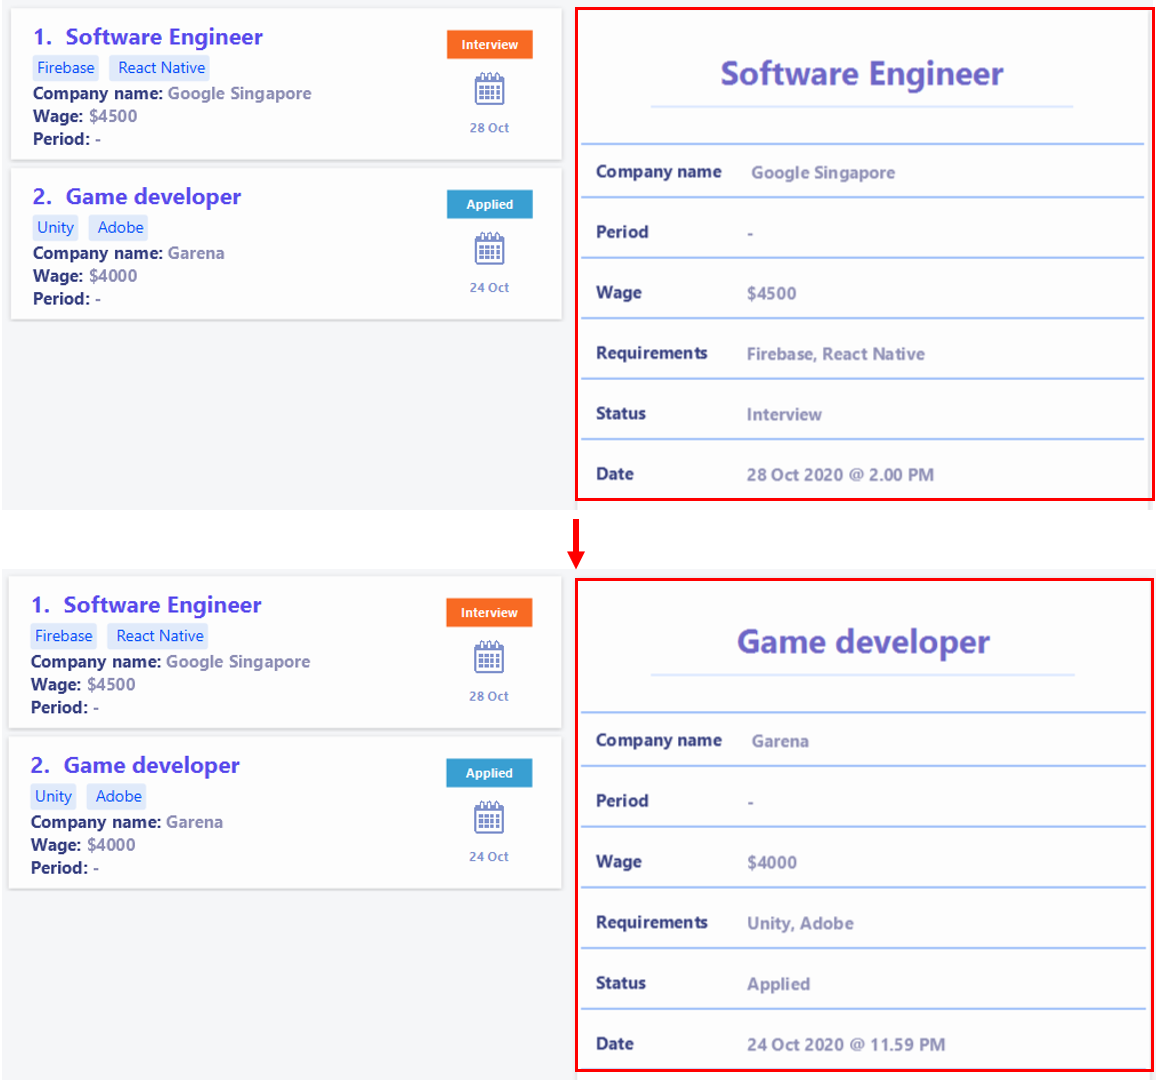 1. Software Engineer
Interview
Firebase React Native
Company name: Google Singapore
Wage: $4500
Period: -
28 Oct
2. Game developer
Applied
Unity Adobe
Company name: Garena
Wage: $4000
Period: -
24 Oct
Software Engineer
Company name Google Singapore
Period -
Wage $4500
Requirements Firebase, React Native
Status Interview
Date 28 Oct 2020 @ 2.00 PM
1. Software Engineer
Interview
Firebase React Native
Company name: Google Singapore
Wage: $4500
Period: -
28 Oct
2. Game developer
Applied
Unity Adobe
Company name: Garena
Wage: $4000
Period: -
24 Oct
Game developer
Company name Garena
Period -
Wage $4000
Requirements Unity, Adobe
Status Applied
Date 24 Oct 2020 @ 11.59 PM